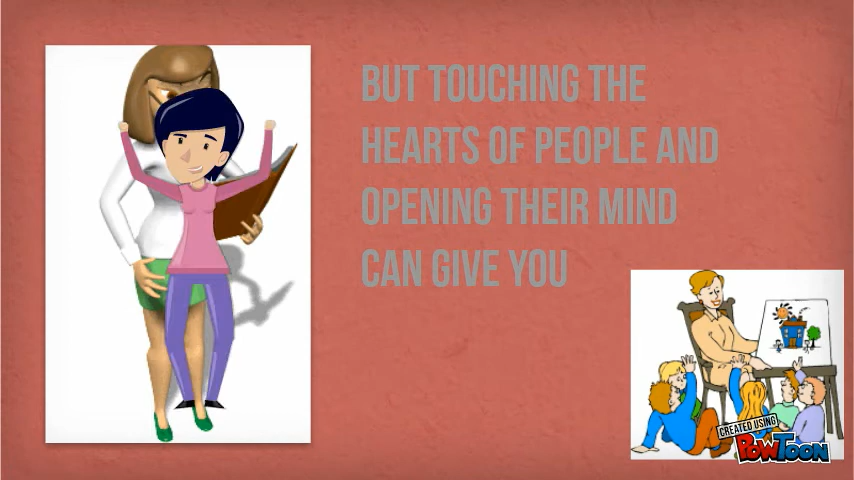 BUT TOUCHING THE
HEARTS OF PEOPLE AND
OPENING THEIR MIND
CAN GIVE YOU
CREATED USING
POWTOON